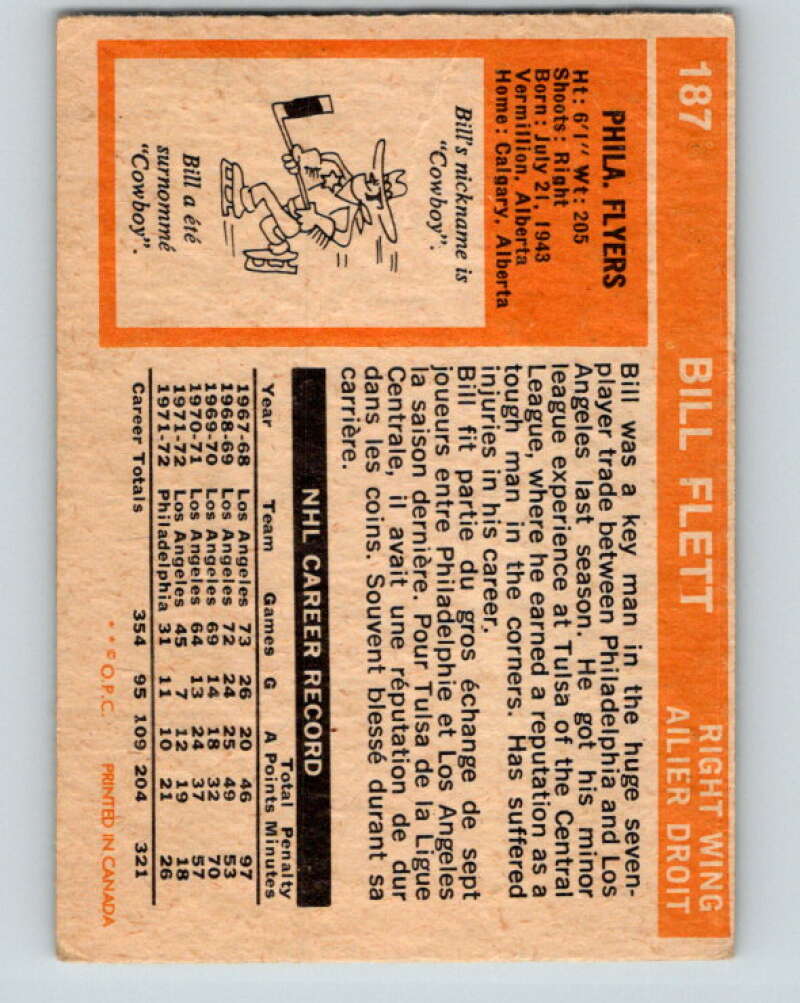 187 BILL FLETT RIGHT WING
AILIER DROIT
PHILA. FLYERS
Ht: 6'1" Wt: 205
Shoots: Right
Born: July 21, 1943
Vermillion, Alberta
Home: Calgary, Alberta
Bill's nickname is
"Cowboy".
Bill a été
surnommé
"Cowboy".
Bill was a key man in the huge seven-
player trade between Philadelphia and Los
Angeles last season. He got his minor
league experience at Tulsa of the Central
League, where he earned a reputation as a
tough man in the corners. Has suffered
injuries in his career.
Bill fit partie du gros échange de sept
joueurs entre Philadelphie et Los Angeles
la saison dernière. Pour Tulsa de la Ligue
Centrale, il avait une réputation de dur
dans les coins. Souvent blessé durant sa
carrière.
NHL CAREER RECORD
Total Penalty
Year Team Games G A Points Minutes
1967-68 Los Angeles 73 26 20 46 97
1968-69 Los Angeles 72 24 25 49 53
1969-70 Los Angeles 69 14 18 32 70
1970-71 Los Angeles 64 13 24 37 57
1971-72 Los Angeles 45 7 12 19 18
1971-72 Philadelphia 31 11 10 21 26
Career Totals 354 95 109 204 321
* * © O.P.C. PRINTED IN CANADA